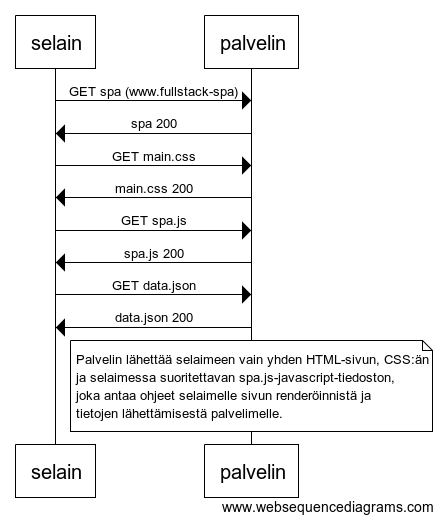 selain palvelin
GET spa (www.fullstack-spa)
spa 200
GET main.css
main.css 200
GET spa.js
spa.js 200
GET data.json
data.json 200
Palvelin lähettää selaimeen vain yhden HTML-sivun, CSS:än
ja selaimessa suoritettavan spa.js-javascript-tiedoston,
joka antaa ohjeet selaimelle sivun renderöinnistä ja
tietojen lähettämisestä palvelimelle.
selain palvelin
www.websequencediagrams.com